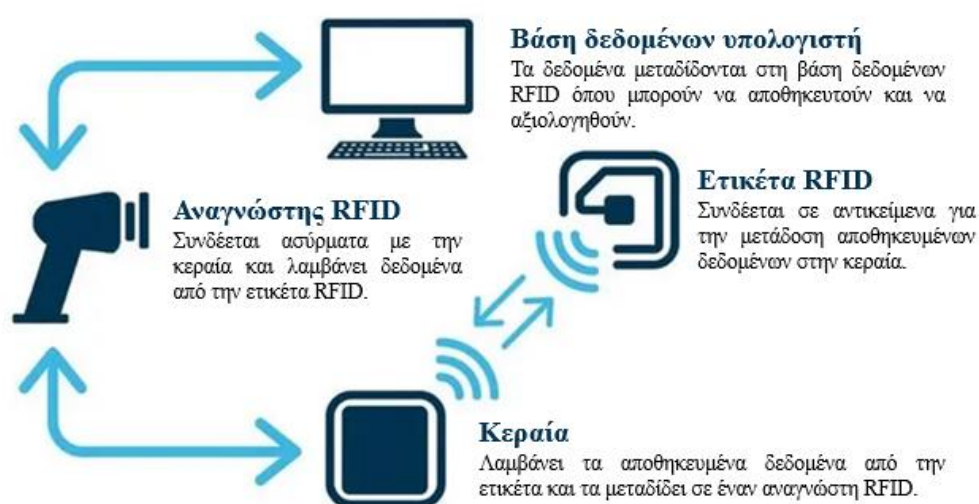 Βάση δεδομένων υπολογιστή
Τα δεδομένα μεταδίδονται στη βάση δεδομένων
RFID όπου μπορούν να αποθηκευτούν και να
αξιολογηθούν.
Ετικέτα RFID
Συνδέεται σε αντικείμενα για
την μετάδοση αποθηκευμένων
δεδομένων στην κεραία.
Αναγνώστης RFID
Συνδέεται ασύρματα με την
κεραία και λαμβάνει δεδομένα
από την ετικέτα RFID.
Κεραία
Λαμβάνει τα αποθηκευμένα δεδομένα από την
ετικέτα και τα μεταδίδει σε έναν αναγνώστη RFID.